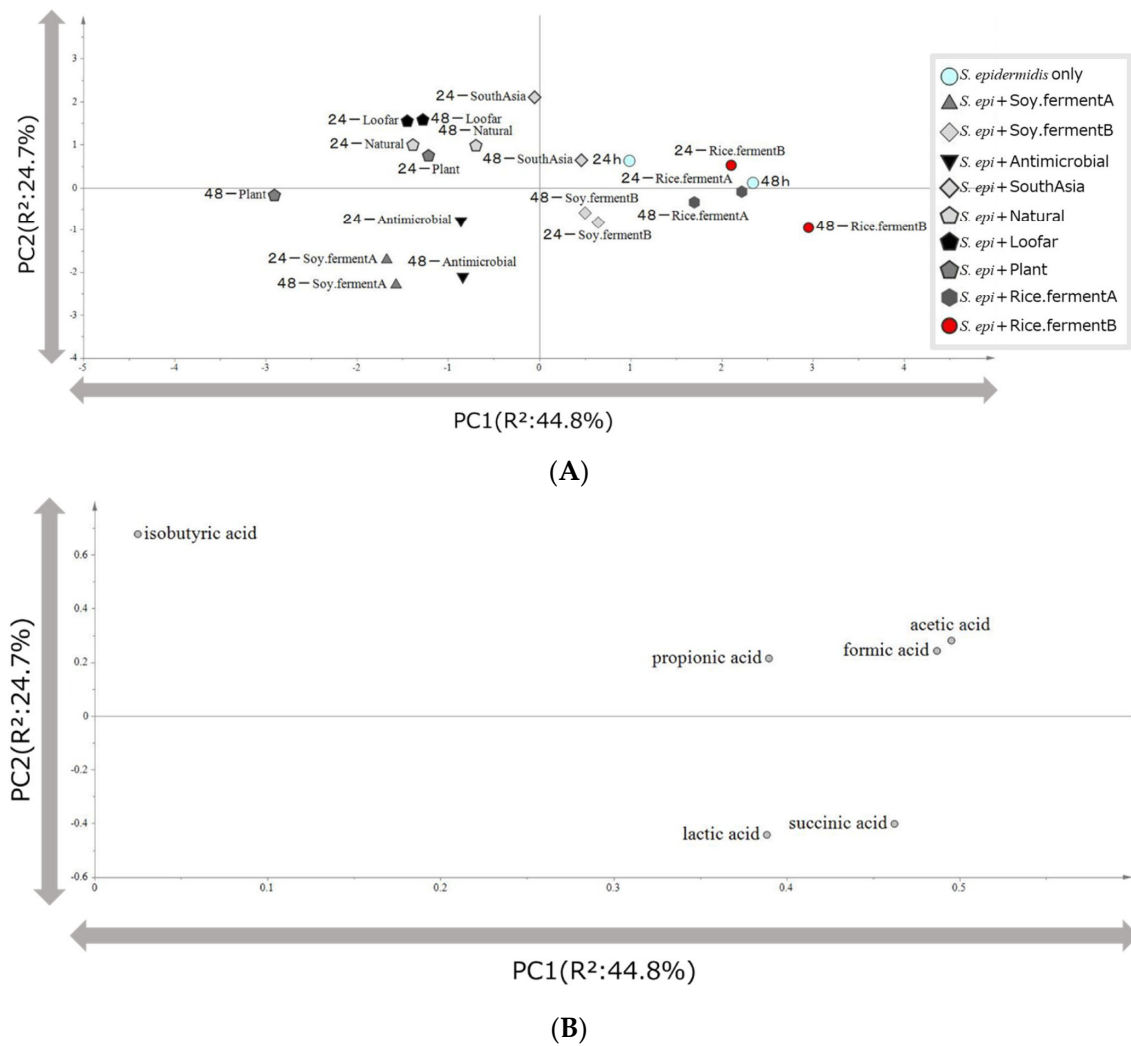 PC2(R²:24.7%)
3
2
1
0
-1
-2
-3
-4
-5
-3
-2
-1
0
1
2
3
4
24－SouthAsia
24－Loofar
48－Loofar
48－Natural
24－Natural
24－Plant
48－SouthAsia
24h
24－Rice.fermentB
24－Rice.fermentA
48h
48－Plant
48－Soy.fermentB
48－Rice.fermentA
24－Antimicrobial
24－Soy.fermentB
48－Rice.fermentB
24－Soy.fermentA
48－Antimicrobial
48－Soy.fermentA
S. epidermidis only
S. epi+Soy.fermentA
S. epi+Soy.fermentB
S. epi+Antimicrobial
S. epi+SouthAsia
S. epi+Natural
S. epi+Loofar
S. epi+Plant
S. epi+Rice.fermentA
S. epi+Rice.fermentB
PC1(R²:44.8%)
(A)
PC2(R²:24.7%)
0.6
0.4
0.2
0
-0.2
-0.4
-0.6
isobutyric acid
acetic acid
formic acid
propionic acid
succinic acid
lactic acid
0
0.1
0.2
0.3
0.4
0.5
PC1(R²:44.8%)
(B)